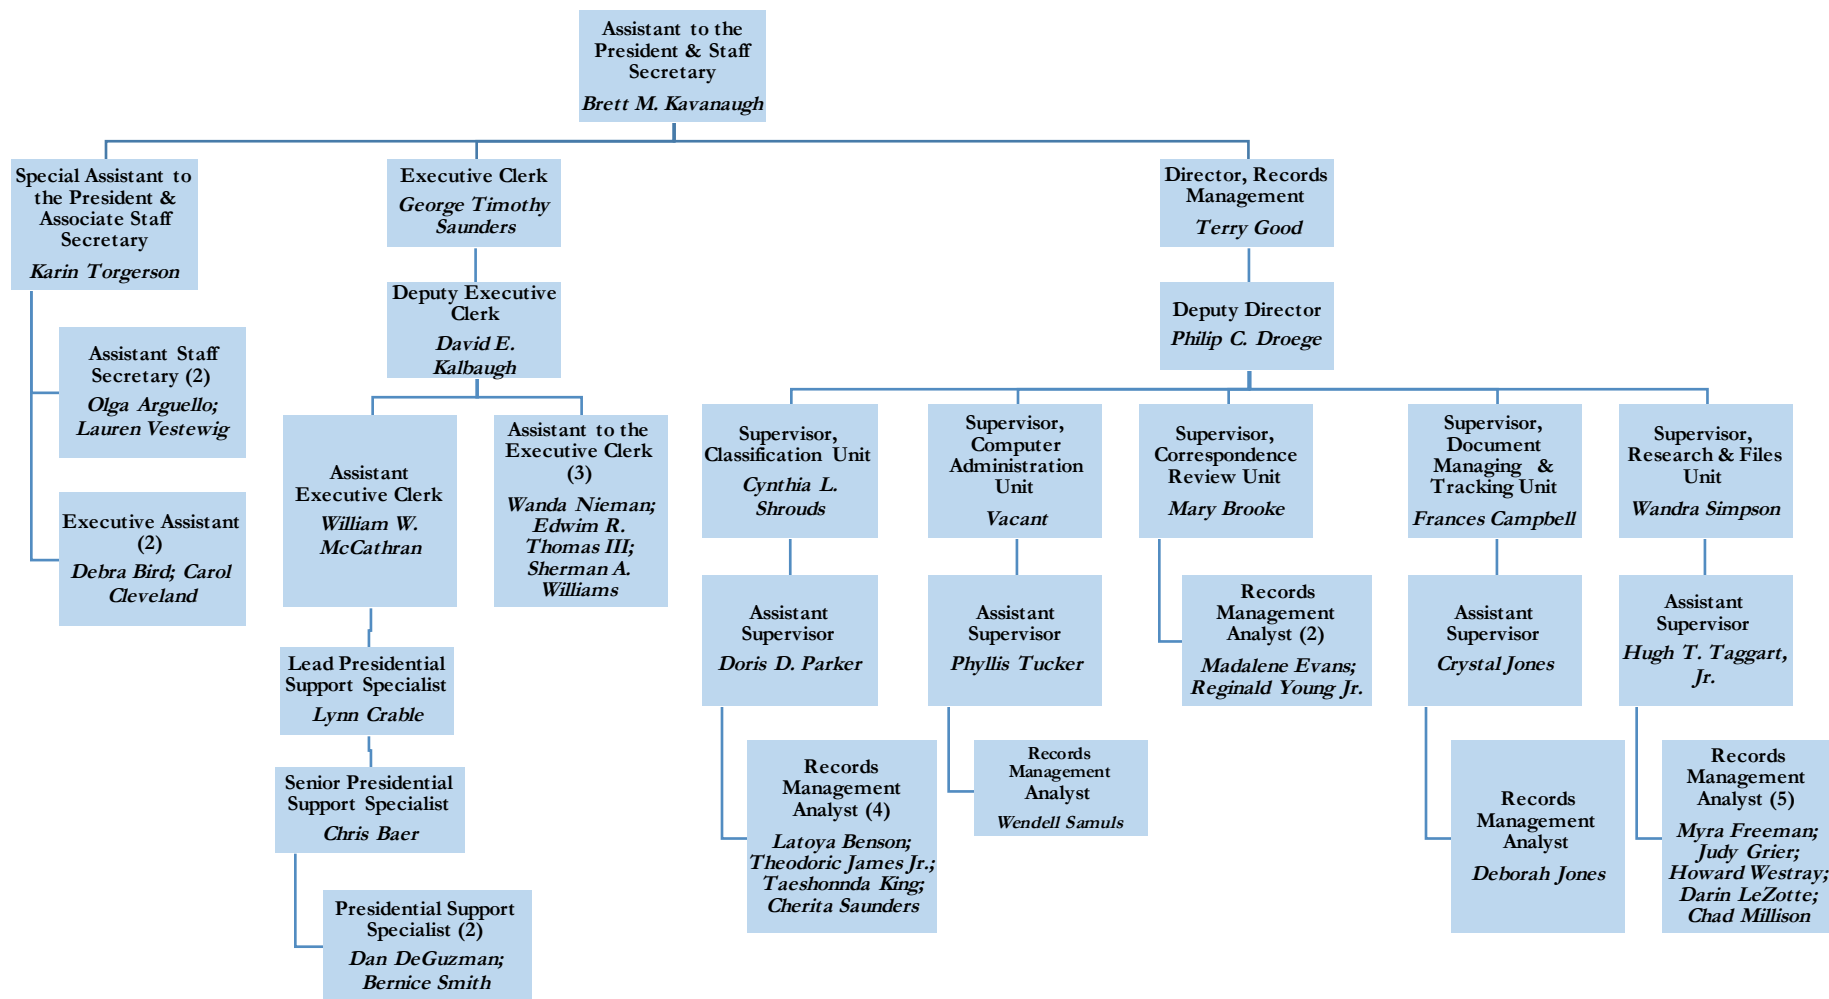 Assistant to the
President & Staff
Secretary
Brett M. Kavanaugh
Special Assistant to
the President &
Associate Staff
Secretary
Karin Torgerson
Assistant Staff
Secretary (2)
Olga Arguello;
Lauren Vestewig
Executive Assistant
(2)
Debra Bird; Carol
Cleveland
Executive Clerk
George Timothy
Saunders
Deputy Executive
Clerk
David E.
Kalbaugh
Assistant
Executive Clerk
William W.
McCathran
Assistant to the
Executive Clerk
(3)
Wanda Nieman;
Edwim R.
Thomas III;
Sherman A.
Williams
Lead Presidential
Support Specialist
Lynn Crable
Senior Presidential
Support Specialist
Chris Baer
Presidential Support
Specialist (2)
Dan DeGuzman;
Bernice Smith
Director, Records
Management
Terry Good
Deputy Director
Philip C. Droege
Supervisor,
Classification Unit
Cynthia L.
Shrouds
Assistant
Supervisor
Doris D. Parker
Records
Management
Analyst (4)
Latoya Benson;
Theodoric James Jr.;
Taeshonnda King;
Cherita Saunders
Supervisor,
Computer
Administration
Unit
Vacant
Assistant
Supervisor
Phyllis Tucker
Records
Management
Analyst
Wendell Samuls
Supervisor,
Correspondence
Review Unit
Mary Brooke
Records
Management
Analyst (2)
Madalene Evans;
Reginald Young Jr.
Supervisor,
Document
Managing &
Tracking Unit
Frances Campbell
Assistant
Supervisor
Crystal Jones
Records
Management
Analyst
Deborah Jones
Supervisor,
Research & Files
Unit
Wandra Simpson
Assistant
Supervisor
Hugh T. Taggart,
Jr.
Records
Management
Analyst (5)
Myra Freeman;
Judy Grier;
Howard Westray;
Darin LeZotte;
Chad Millison